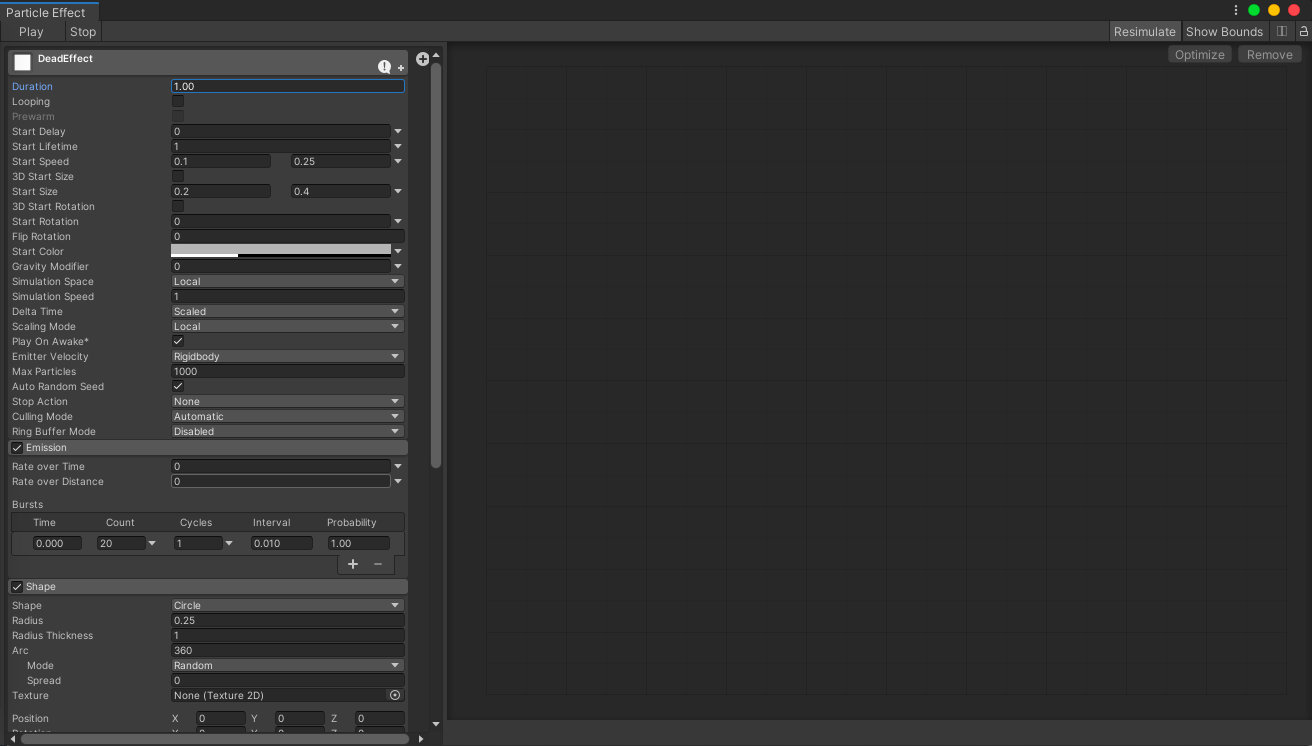 Particle Effect
Play Stop Resimulate Show Bounds
Optimize Remove
DeadEffect
Duration 1.00
Looping
Prewarm
Start Delay 0
Start Lifetime 1
Start Speed 0.1 0.25
3D Start Size
Start Size 0.2 0.4
3D Start Rotation
Start Rotation 0
Flip Rotation 0
Start Color
Gravity Modifier 0
Simulation Space Local
Simulation Speed 1
Delta Time Scaled
Scaling Mode Local
Play On Awake*
Emitter Velocity Rigidbody
Max Particles 1000
Auto Random Seed
Stop Action None
Culling Mode Automatic
Ring Buffer Mode Disabled
Emission
Rate over Time 0
Rate over Distance 0
Bursts
Time Count Cycles Interval Probability
0.000 20 1 0.010 1.00
Shape
Shape Circle
Radius 0.25
Radius Thickness 1
Arc 360
Mode Random
Spread 0
Texture None (Texture 2D)
Position X 0 Y 0 Z 0